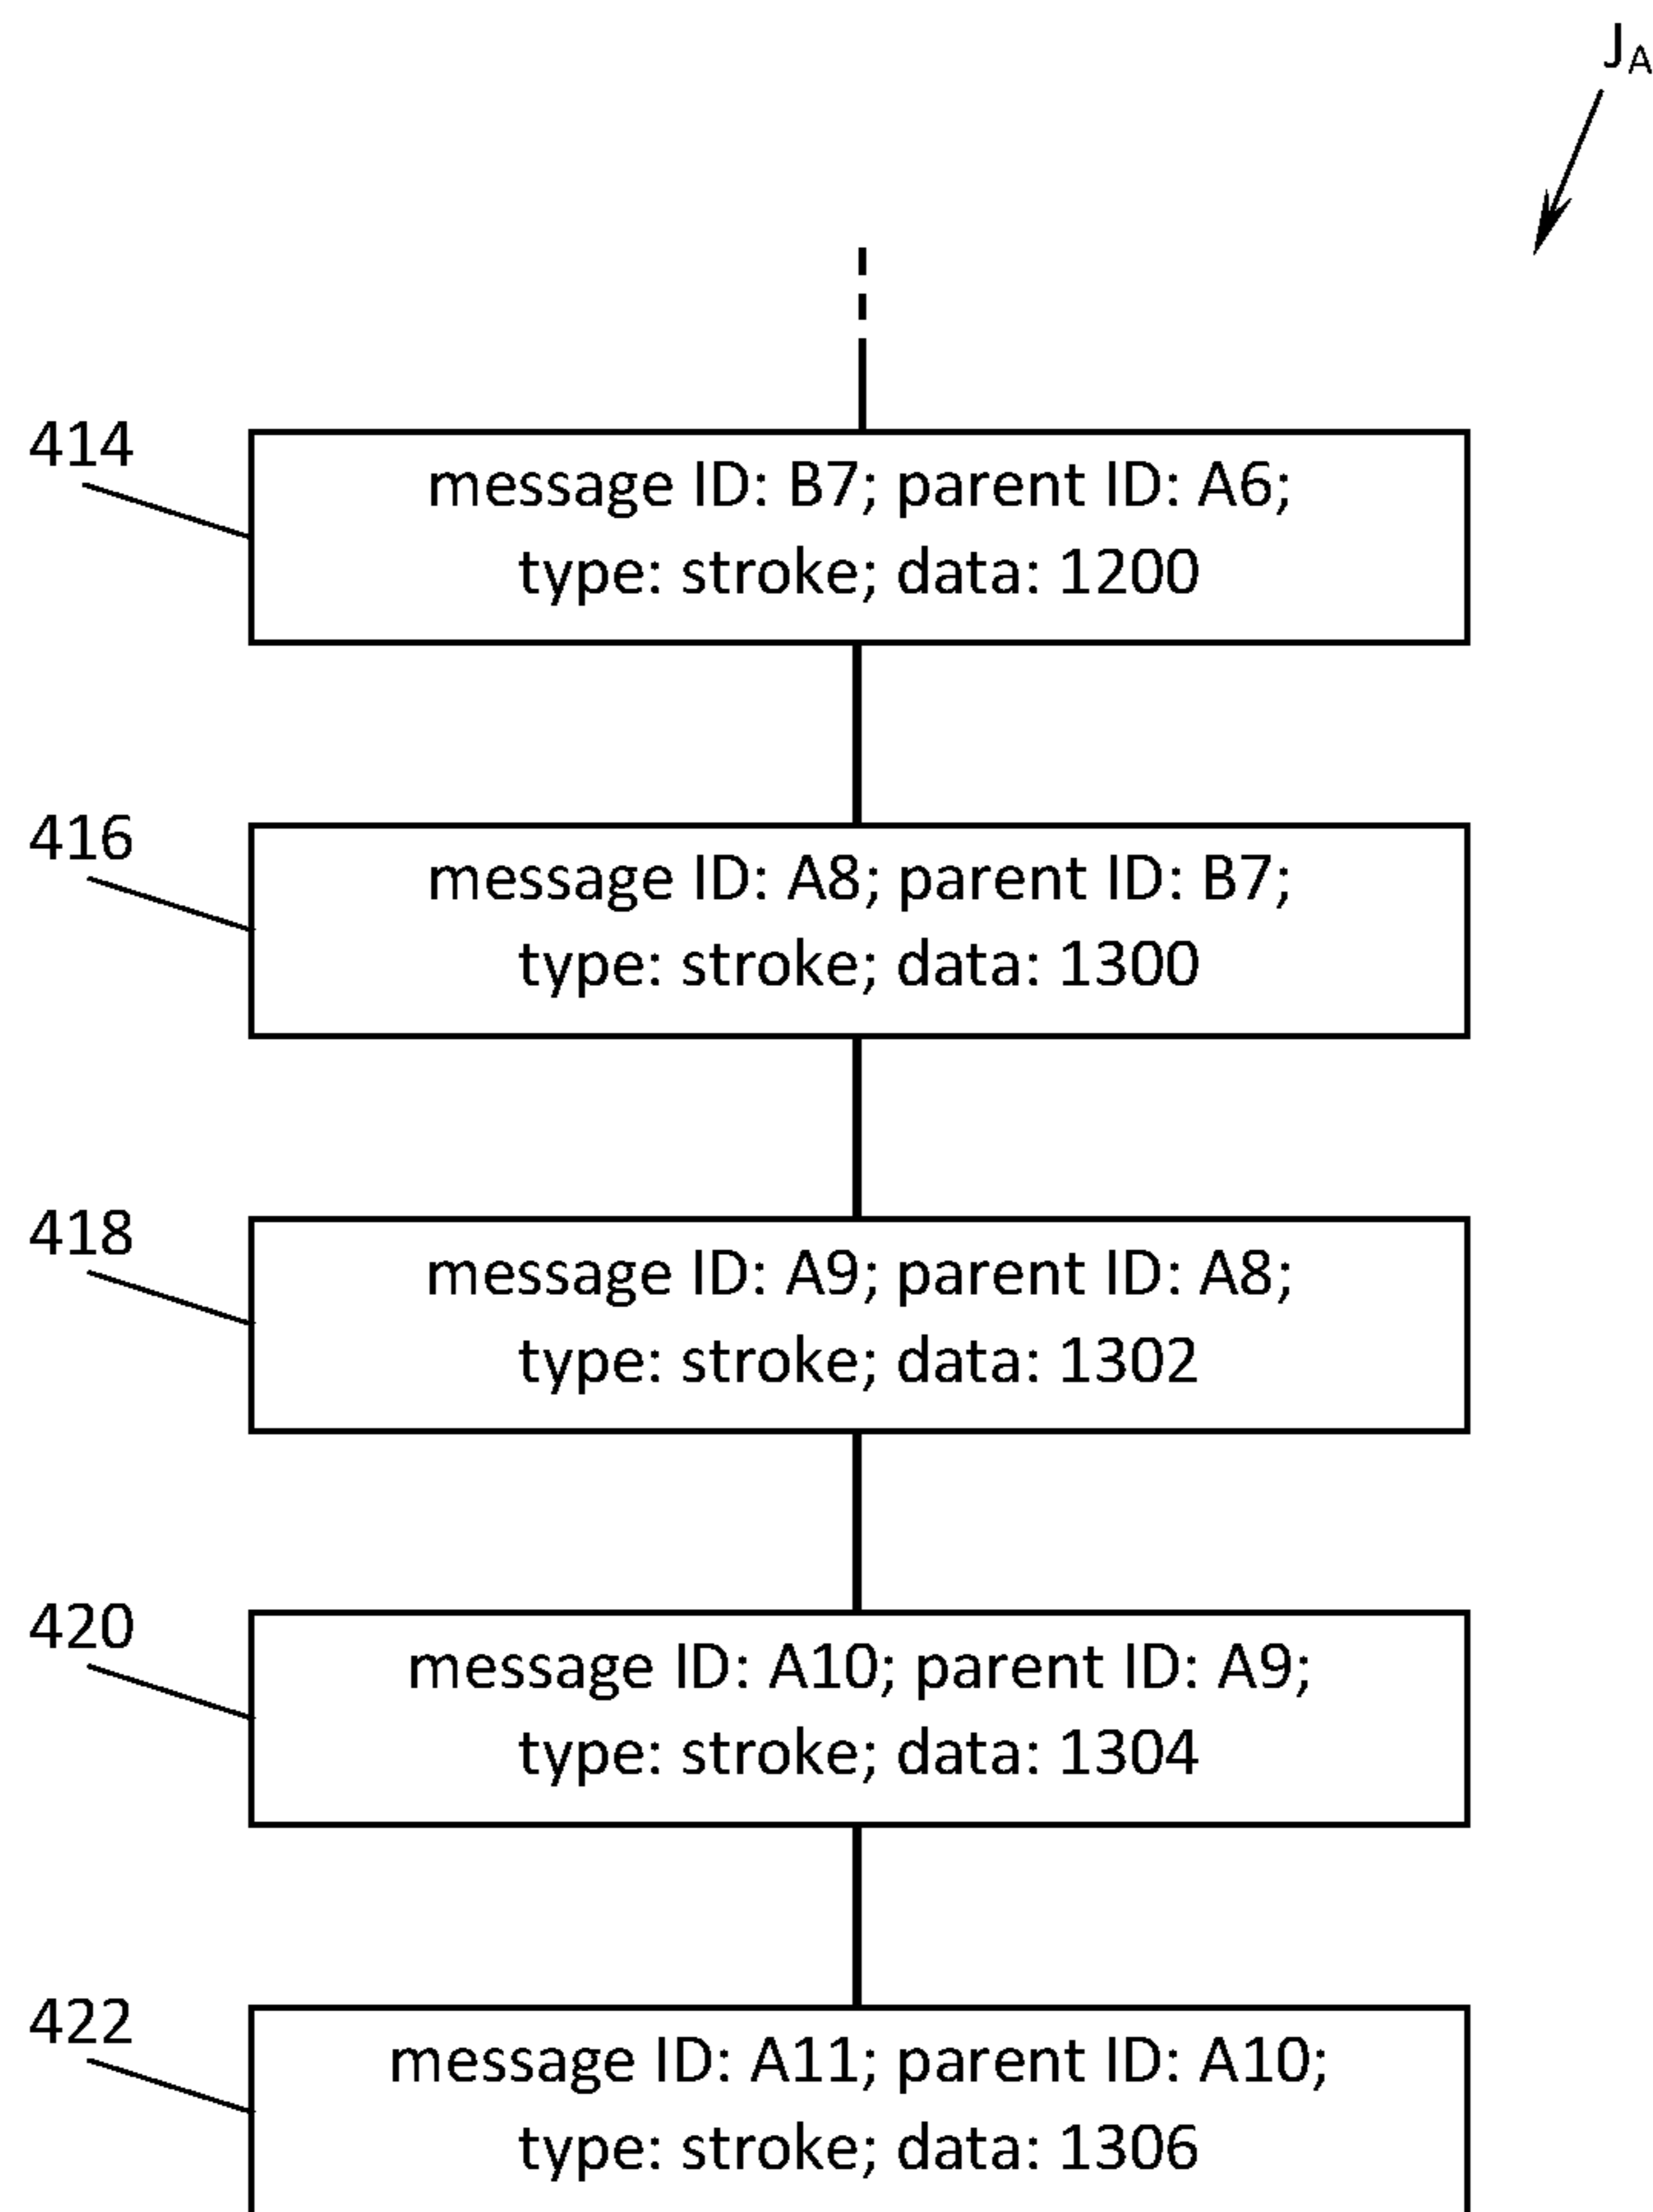 JA
414
message ID: B7; parent ID: A6;
type: stroke; data: 1200
416
message ID: A8; parent ID: B7;
type: stroke; data: 1300
418
message ID: A9; parent ID: A8;
type: stroke; data: 1302
420
message ID: A10; parent ID: A9;
type: stroke; data: 1304
422
message ID: A11; parent ID: A10;
type: stroke; data: 1306